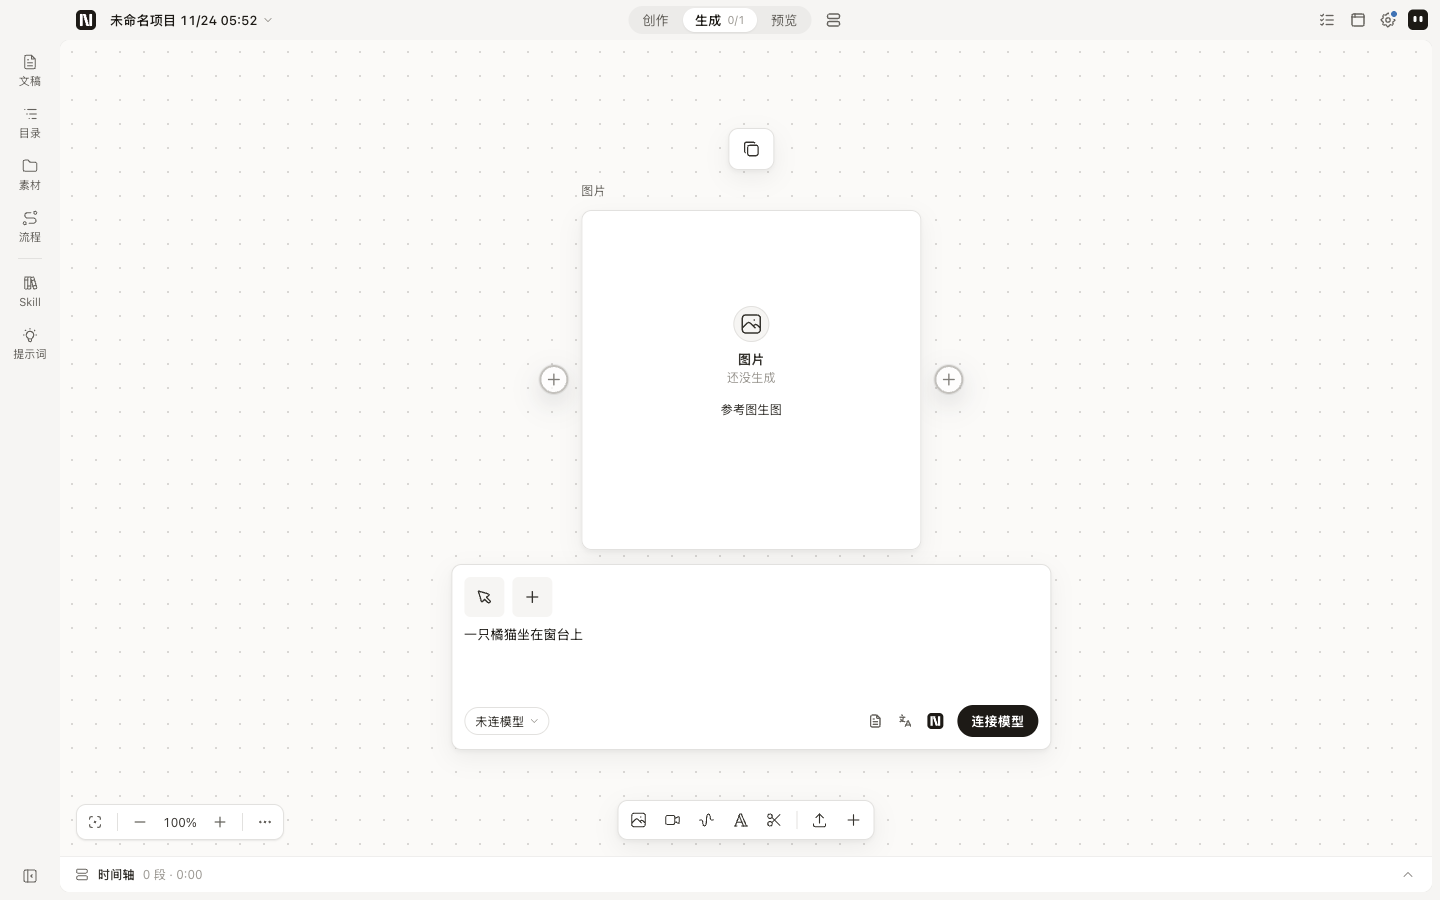 未命名项目 11/24 05:52
创作
生成 0/1
预览
文稿
目录
素材
流程
Skill
提示词
图片
图片
还没生成
参考图生图
一只橘猫坐在窗台上
未连模型
连接模型
100%
时间轴 0 段 · 0:00